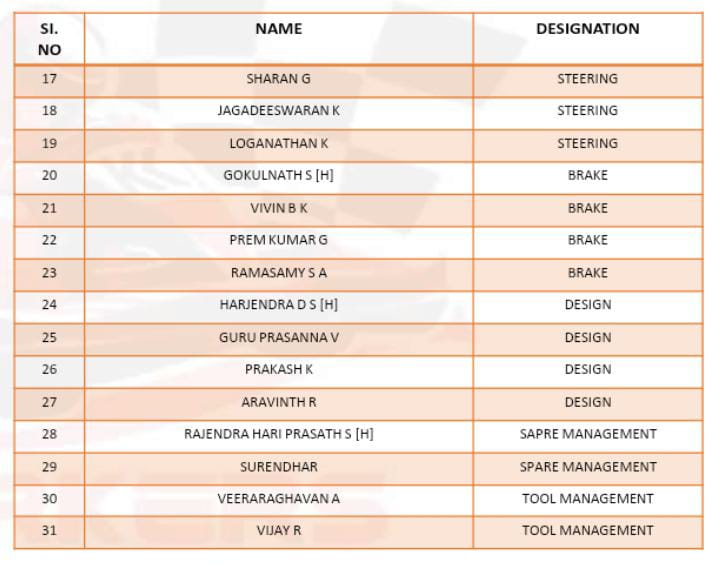 SI. NO NAME DESIGNATION
17 SHARAN G STEERING
18 JAGADEESWARAN K STEERING
19 LOGANATHAN K STEERING
20 GOKULNATH S [H] BRAKE
21 VIVIN B K BRAKE
22 PREM KUMAR G BRAKE
23 RAMASAMY S A BRAKE
24 HARJENDRA D S [H] DESIGN
25 GURU PRASANNA V DESIGN
26 PRAKASH K DESIGN
27 ARAVINTH R DESIGN
28 RAJENDRA HARI PRASATH S [H] SAPRE MANAGEMENT
29 SURENDHAR SPARE MANAGEMENT
30 VEERARAGHAVAN A TOOL MANAGEMENT
31 VIJAY R TOOL MANAGEMENT